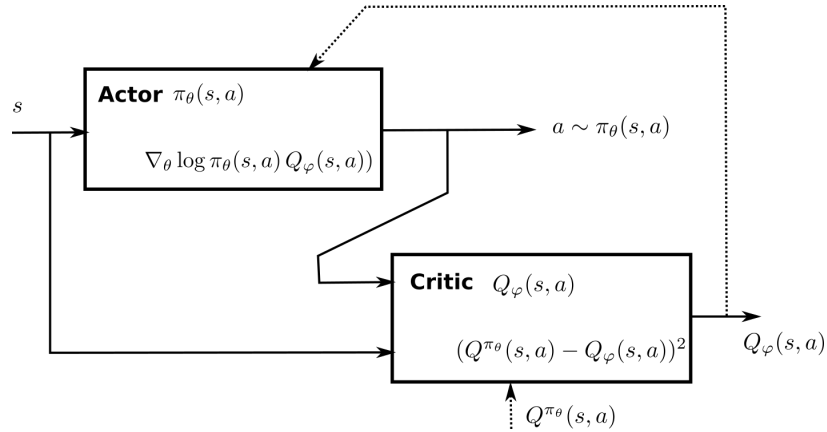 s
Actor π_θ(s, a)
a ∼ π_θ(s, a)
∇_θ log π_θ(s, a) Q_φ(s, a))
Critic Q_φ(s, a)
(Q^{π_θ}(s, a) − Q_φ(s, a))^2
Q_φ(s, a)
Q^{π_θ}(s, a)